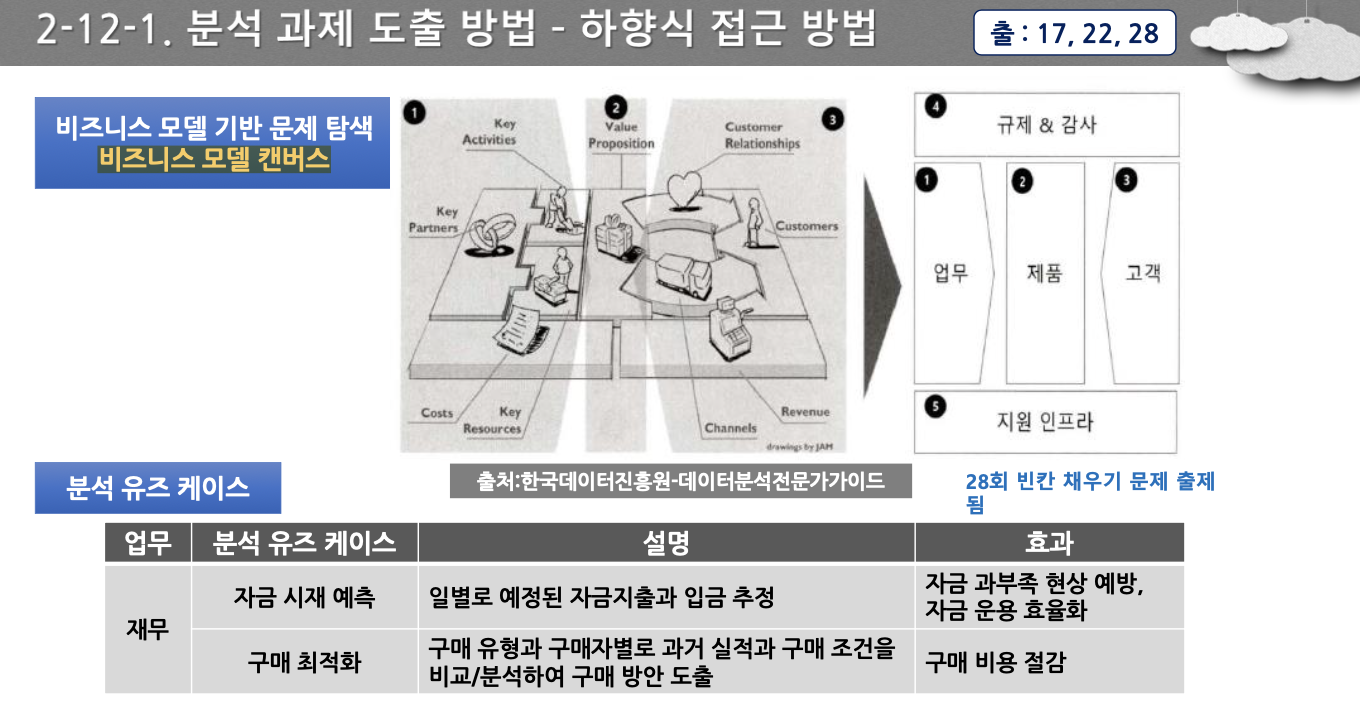 2-12-1. 분석 과제 도출 방법 - 하향식 접근 방법
출 : 17, 22, 28
비즈니스 모델 기반 문제 탐색
비즈니스 모델 캔버스
1
Key
Activities
2
Value
Proposition
3
Customer
Relationships
Key
Partners
Customers
Costs
Key
Resources
Channels
Revenue
drawings by JAM
4
규제 & 감사
1
업무
2
제품
3
고객
5
지원 인프라
출처:한국데이터진흥원-데이터분석전문가가이드
28회 빈칸 채우기 문제 출제
됨
분석 유즈 케이스
업무 분석 유즈 케이스 설명 효과
재무
자금 시재 예측
일별로 예정된 자금지출과 입금 추정
자금 과부족 현상 예방,
자금 운용 효율화
구매 최적화
구매 유형과 구매자별로 과거 실적과 구매 조건을
비교/분석하여 구매 방안 도출
구매 비용 절감